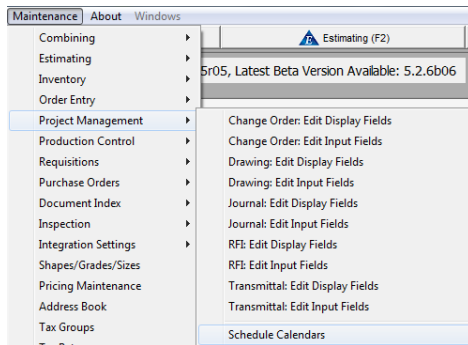 Maintenance About Windows
Combining
Estimating
Inventory
Order Entry
Project Management
Production Control
Requisitions
Purchase Orders
Document Index
Inspection
Integration Settings
Shapes/Grades/Sizes
Pricing Maintenance
Address Book
Tax Groups
Estimating (F2)
5r05, Latest Beta Version Available: 5.2.6b06
Change Order: Edit Display Fields
Change Order: Edit Input Fields
Drawing: Edit Display Fields
Drawing: Edit Input Fields
Journal: Edit Display Fields
Journal: Edit Input Fields
RFI: Edit Display Fields
RFI: Edit Input Fields
Transmittal: Edit Display Fields
Transmittal: Edit Input Fields
Schedule Calendars